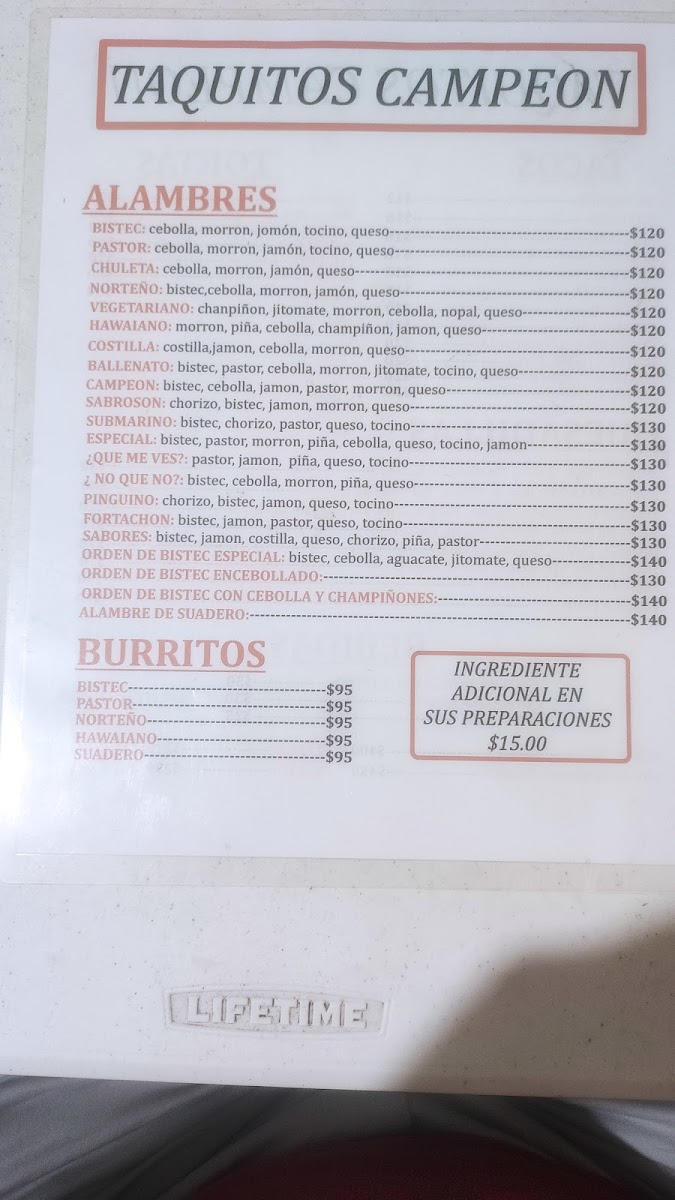 TAQUITOS CAMPEON
ALAMBRES
BISTEC: cebolla, morron, jomón, tocino, queso---$120
PASTOR: cebolla, morron, jamón, tocino, queso---$120
CHULETA: cebolla, morron, jamón, queso---$120
NORTEÑO: bistec,cebolla, morron, jamón, queso---$120
VEGETARIANO: chanpiñon, jitomate, morron, cebolla, nopal, queso---$120
HAWAIANO: morron, piña, cebolla, champiñon, jamon, queso---$120
COSTILLA: costilla,jamon, cebolla, morron, queso---$120
BALLENATO: bistec, pastor, cebolla, morron, jitomate, tocino, queso---$120
CAMPEON: bistec, cebolla, jamon, pastor, morron, queso---$120
SABROSON: chorizo, bistec, jamon, morron, queso---$120
SUBMARINO: bistec, chorizo, pastor, queso, tocino---$130
ESPECIAL: bistec, pastor, morron, piña, cebolla, queso, tocino, jamon---$130
¿QUE ME VES?: pastor, jamon, piña, queso, tocino---$130
¿ NO QUE NO?: bistec, cebolla, morron, piña, queso---$130
PINGUINO: chorizo, bistec, jamon, queso, tocino---$130
FORTACHON: bistec, jamon, pastor, queso, tocino---$130
SABORES: bistec, jamon, costilla, queso, chorizo, piña, pastor---$130
ORDEN DE BISTEC ESPECIAL: bistec, cebolla, aguacate, jitomate, queso---$140
ORDEN DE BISTEC ENCEBOLLADO:---$130
ORDEN DE BISTEC CON CEBOLLA Y CHAMPIÑONES:---$140
ALAMBRE DE SUADERO:---$140
BURRITOS
BISTEC---$95
PASTOR---$95
NORTEÑO---$95
HAWAIANO---$95
SUADERO---$95
INGREDIENTE
ADICIONAL EN
SUS PREPARACIONES
$15.00
LIFETIME